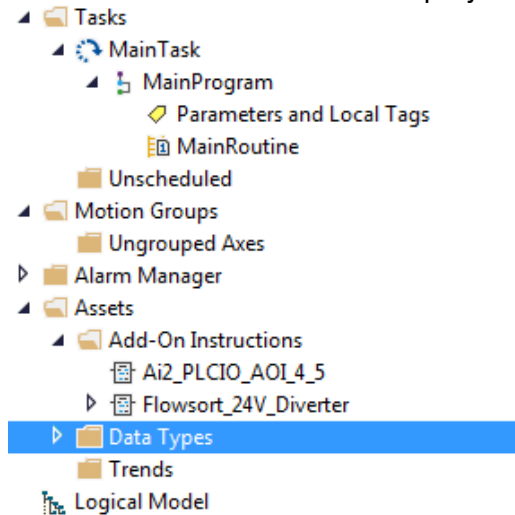 Tasks
MainTask
MainProgram
Parameters and Local Tags
MainRoutine
Unscheduled
Motion Groups
Ungrouped Axes
Alarm Manager
Assets
Add-On Instructions
Ai2_PLCIO_AOI_4_5
Flowsort_24V_Diverter
Data Types
Trends
Logical Model